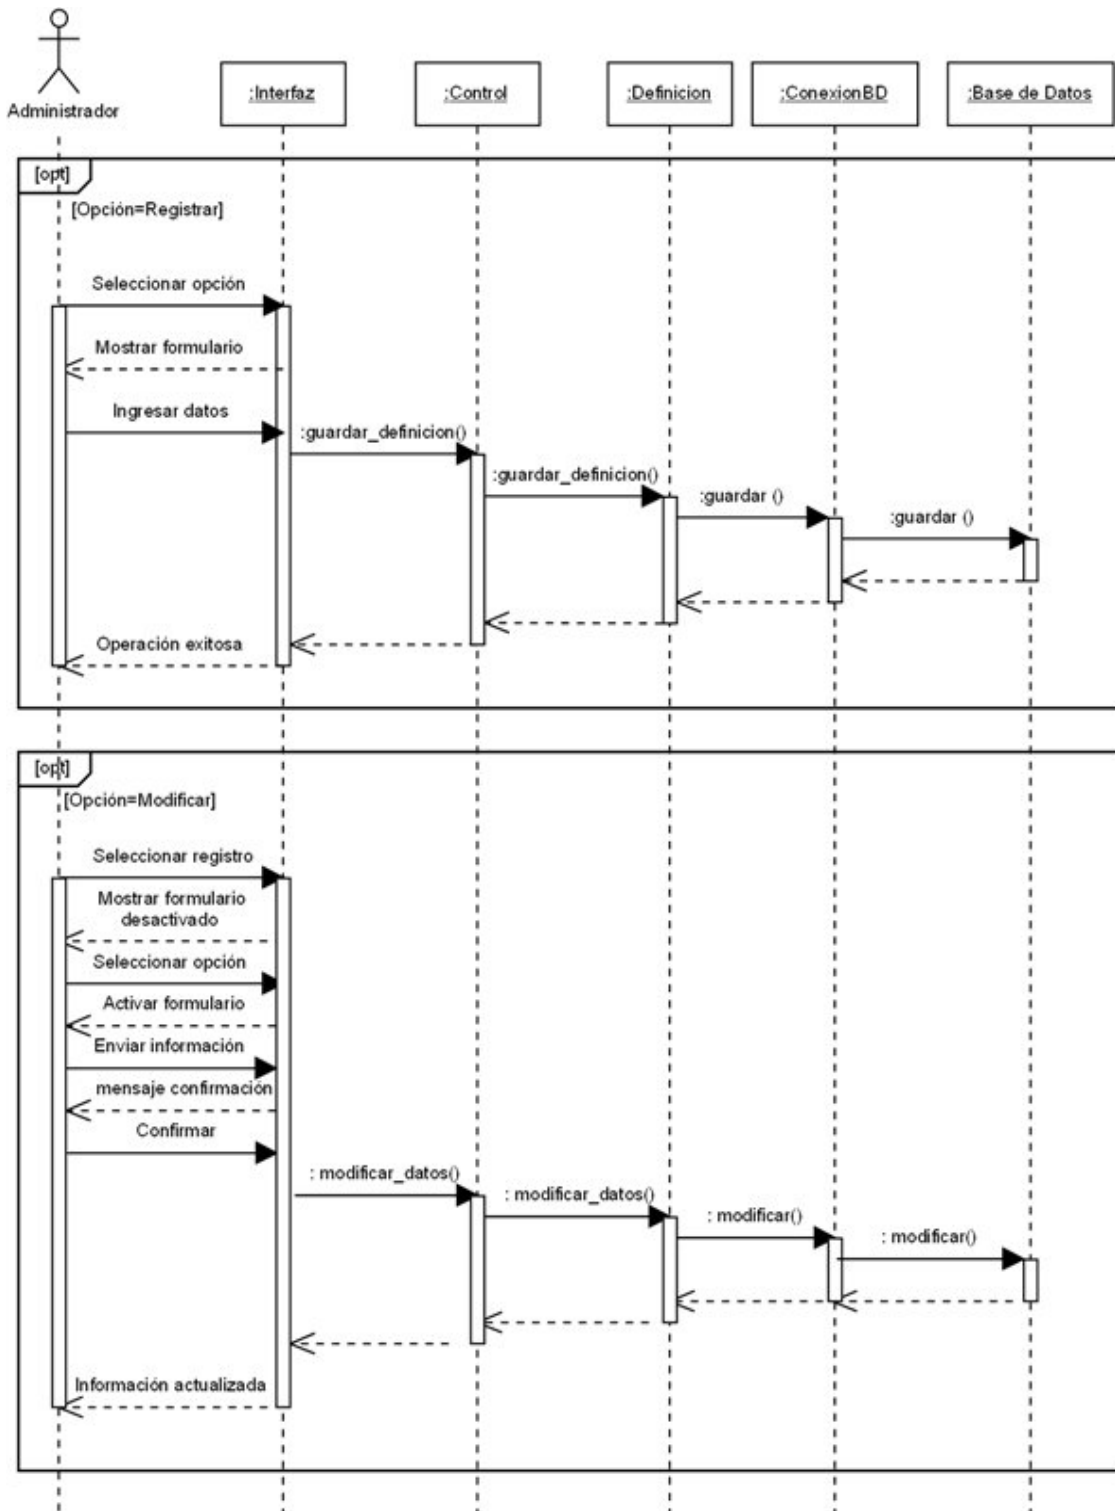 Administrador
:Interfaz
:Control
:Definicion
:ConexionBD
:Base de Datos
[opt]
[Opción=Registrar]
Seleccionar opción
Mostrar formulario
Ingresar datos
:guardar_definicion()
:guardar_definicion()
:guardar ()
:guardar ()
Operación exitosa
[opt]
[Opción=Modificar]
Seleccionar registro
Mostrar formulario
desactivado
Seleccionar opción
Activar formulario
Enviar información
mensaje confirmación
Confirmar
: modificar_datos()
: modificar_datos()
: modificar()
: modificar()
Información actualizada